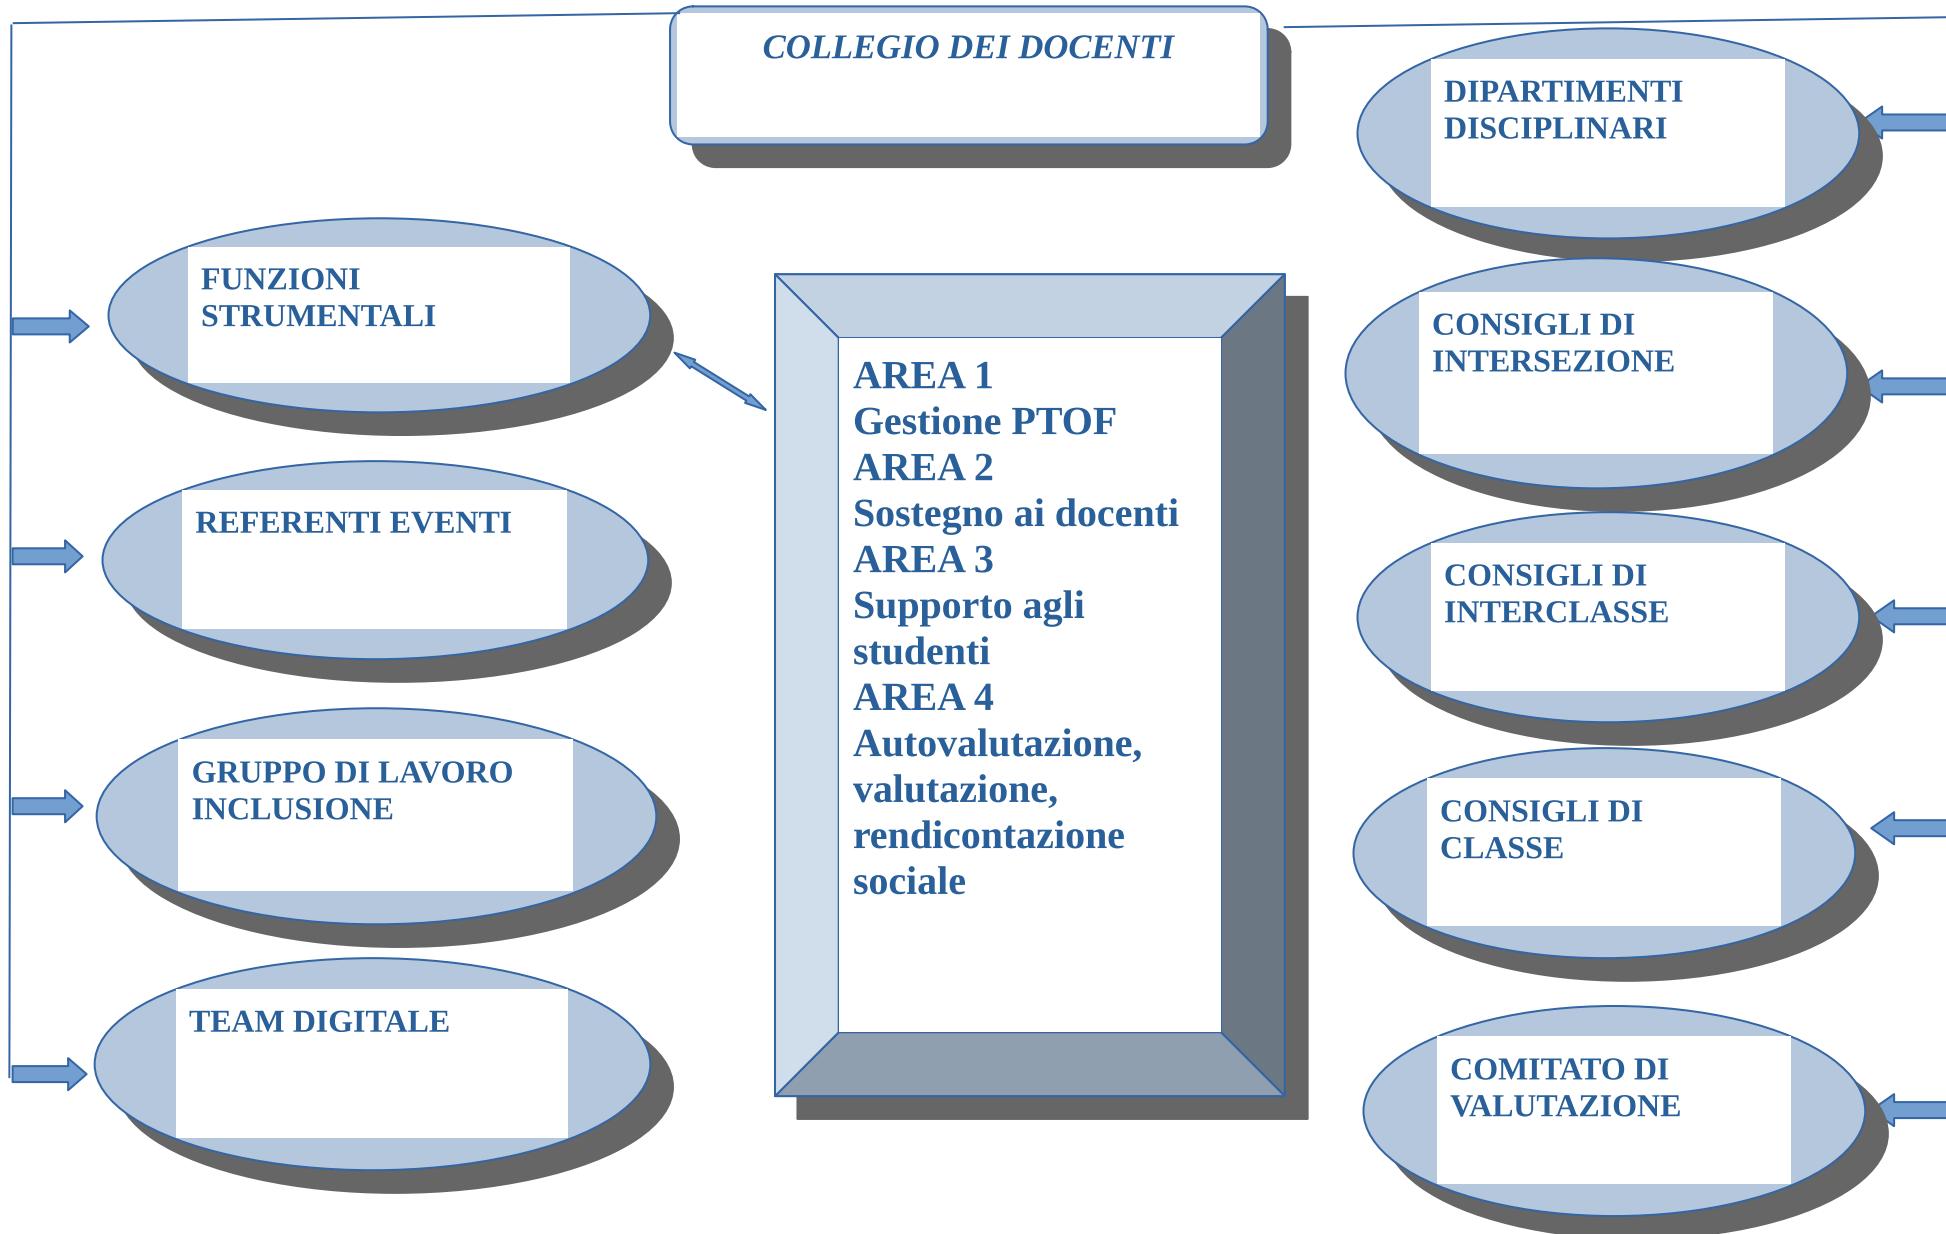 COLLEGIO DEI DOCENTI
FUNZIONI
STRUMENTALI
REFERENTI EVENTI
GRUPPO DI LAVORO
INCLUSIONE
TEAM DIGITALE
AREA 1
Gestione PTOF
AREA 2
Sostegno ai docenti
AREA 3
Supporto agli
studenti
AREA 4
Autovalutazione,
valutazione,
rendicontazione
sociale
DIPARTIMENTI
DISCIPLINARI
CONSIGLI DI
INTERSEZIONE
CONSIGLI DI
INTERCLASSE
CONSIGLI DI
CLASSE
COMITATO DI
VALUTAZIONE